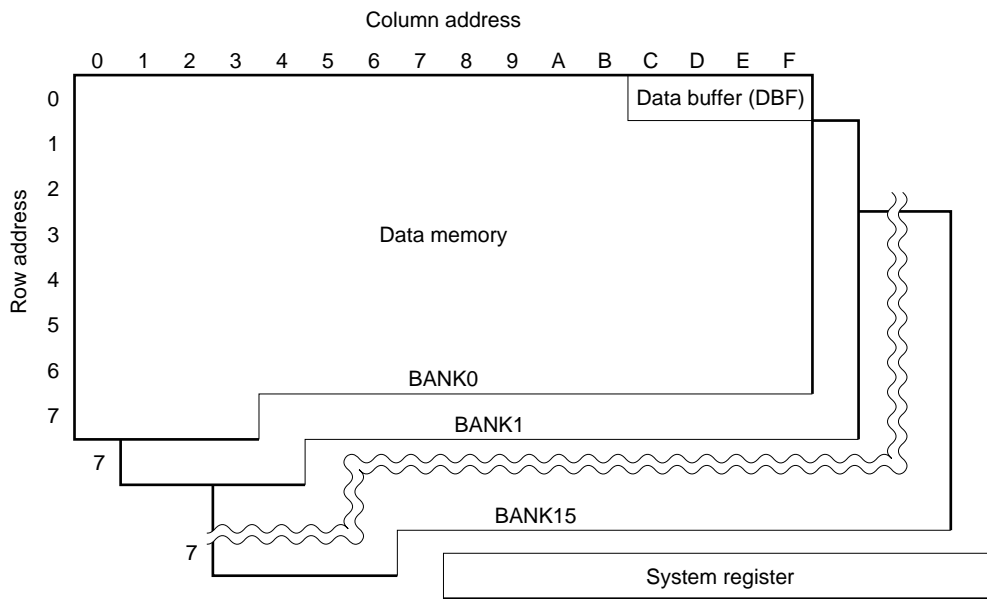 Column address
0 1 2 3 4 5 6 7 8 9 A B C D E F
0
Data buffer (DBF)
1
2
Row address
3
Data memory
4
5
6
BANK0
7
BANK1
7
BANK15
7
System register